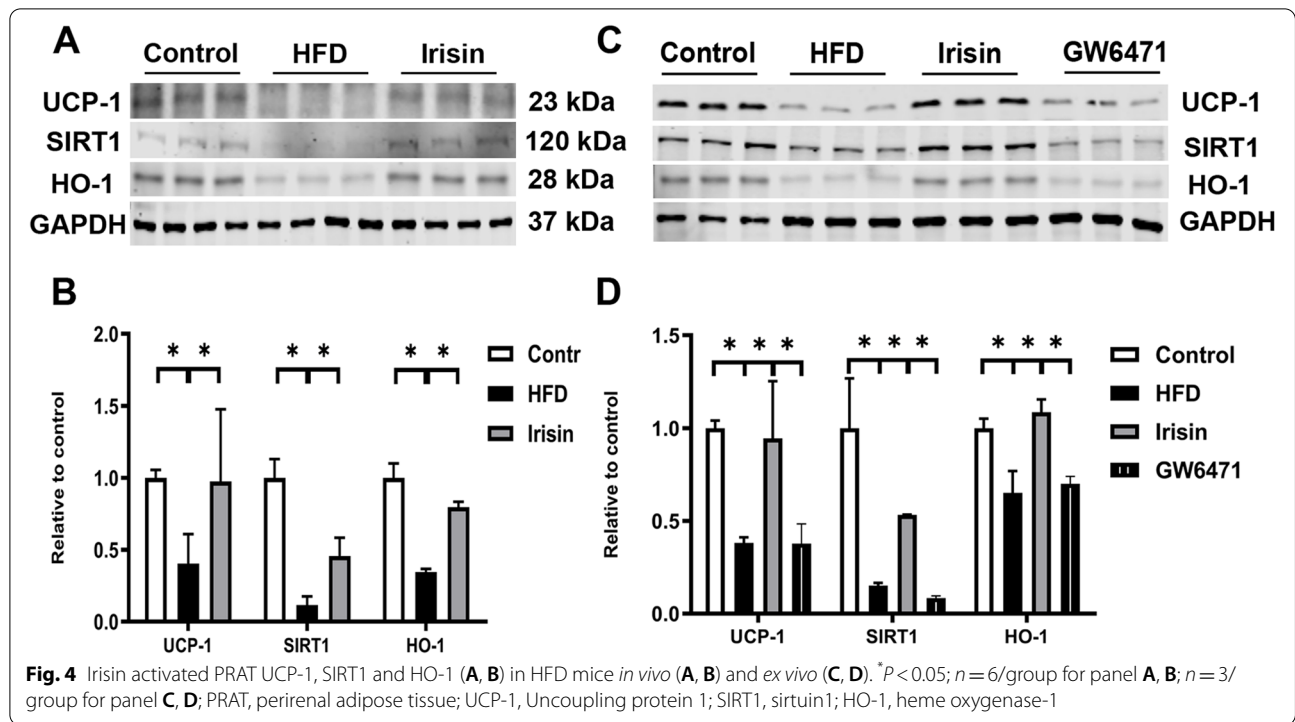 A
Control HFD Irisin
UCP-1 23 kDa
SIRT1 120 kDa
HO-1 28 kDa
GAPDH 37 kDa
C
Control HFD Irisin GW6471
UCP-1
SIRT1
HO-1
GAPDH
B
2.0
1.5
1.0
0.5
0.0
Relative to control
* * * * * *
Contr
HFD
Irisin
UCP-1 SIRT1 HO-1
D
1.5
1.0
0.5
0.0
Relative to control
* * * * * * * * *
Control
HFD
Irisin
GW6471
UCP-1 SIRT1 HO-1
Fig. 4 Irisin activated PRAT UCP-1, SIRT1 and HO-1 (A, B) in HFD mice in vivo (A, B) and ex vivo (C, D). *P < 0.05; n = 6/group for panel A, B; n = 3/
group for panel C, D; PRAT, perirenal adipose tissue; UCP-1, Uncoupling protein 1; SIRT1, sirtuin1; HO-1, heme oxygenase-1